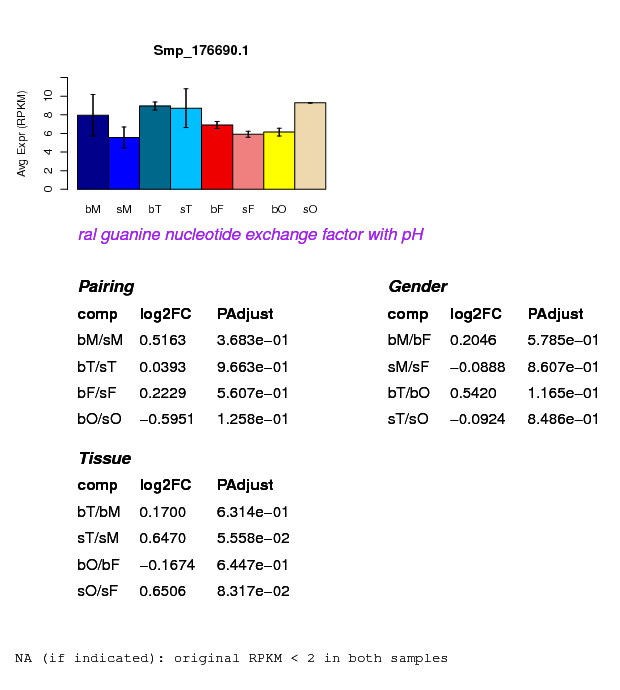 Smp_176690.1
Avg Expr (RPKM)
0 2 4 6 8 10
bM sM bT sT bF sF bO sO
ral guanine nucleotide exchange factor with pH
Pairing
comp log2FC PAdjust
bM/sM 0.5163 3.683e−01
bT/sT 0.0393 9.663e−01
bF/sF 0.2229 5.607e−01
bO/sO −0.5951 1.258e−01
Gender
comp log2FC PAdjust
bM/bF 0.2046 5.785e−01
sM/sF −0.0888 8.607e−01
bT/bO 0.5420 1.165e−01
sT/sO −0.0924 8.486e−01
Tissue
comp log2FC PAdjust
bT/bM 0.1700 6.314e−01
sT/sM 0.6470 5.558e−02
bO/bF −0.1674 6.447e−01
sO/sF 0.6506 8.317e−02
NA (if indicated): original RPKM < 2 in both samples